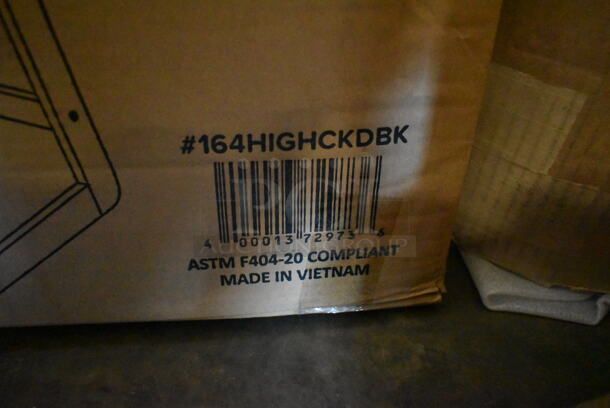 #164HIGHCKDBK
4 00013 72973 6
ASTM F404-20 COMPLIANT
MADE IN VIETNAM